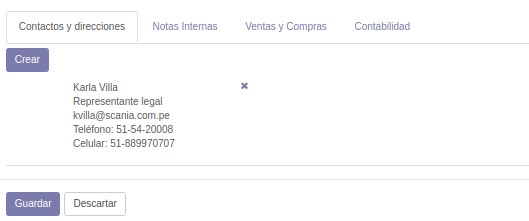 Contactos y direcciones Notas Internas Ventas y Compras Contabilidad
Crear
Karla Villa
Representante legal
kvilla@scania.com.pe
Teléfono: 51-54-20008
Celular: 51-889970707
Guardar Descartar